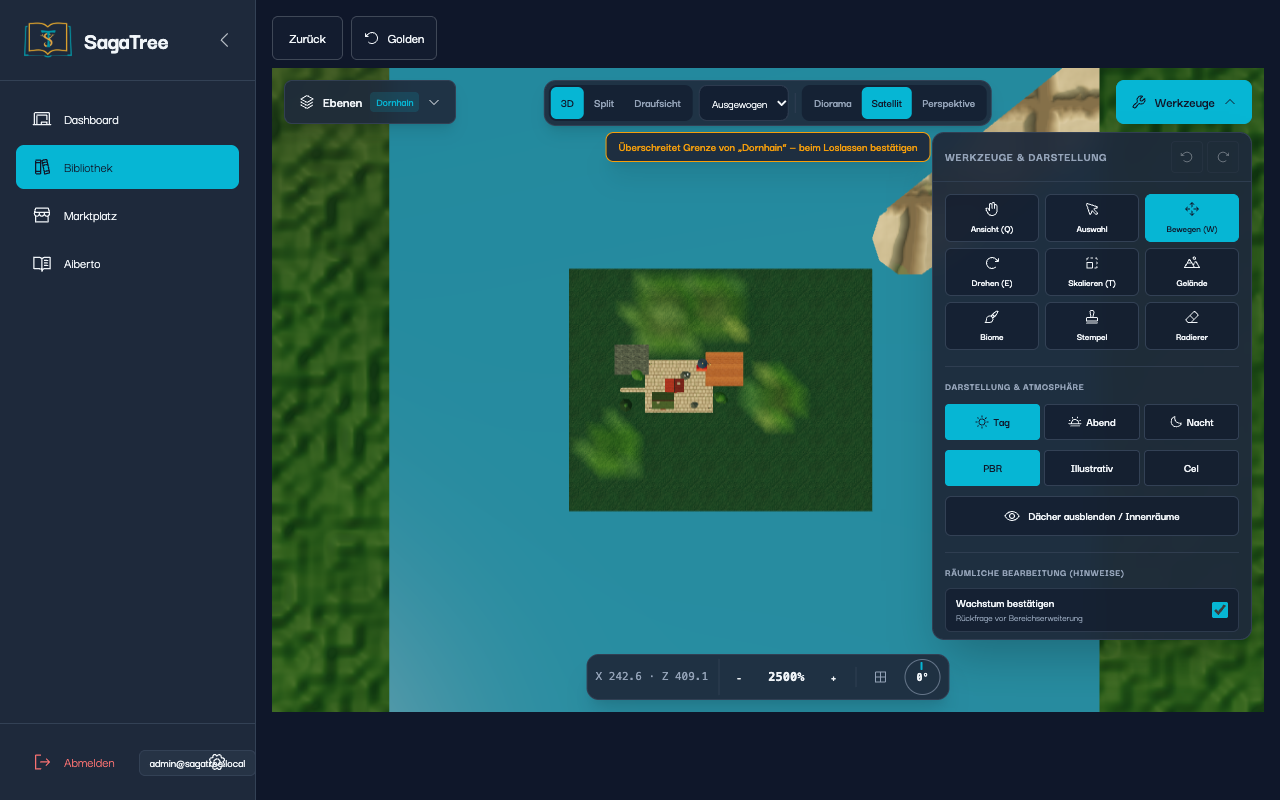 SagaTree
Zurück
Golden
Dashboard
Bibliothek
Marktplatz
Alberto
Abmelden
admin@sagatree.local
Ebenen Dornhain
3D Split Draufsicht Ausgewogen Diorama Satellit Perspektive
Werkzeuge
Überschreitet Grenze von „Dornhain“ – beim Loslassen bestätigen
WERKZEUGE & DARSTELLUNG
Ansicht (Q) Auswahl Bewegen (W)
Drehen (E) Skalieren (T) Gelände
Biome Stempel Radierer
DARSTELLUNG & ATMOSPHÄRE
Tag Abend Nacht
PBR Illustrativ Cel
Dächer ausblenden / Innenräume
RÄUMLICHE BEARBEITUNG (HINWEISE)
Wachstum bestätigen
Rückfrage vor Bereichserweiterung
X 242.6 · Z 409.1 - 2500% + 0°